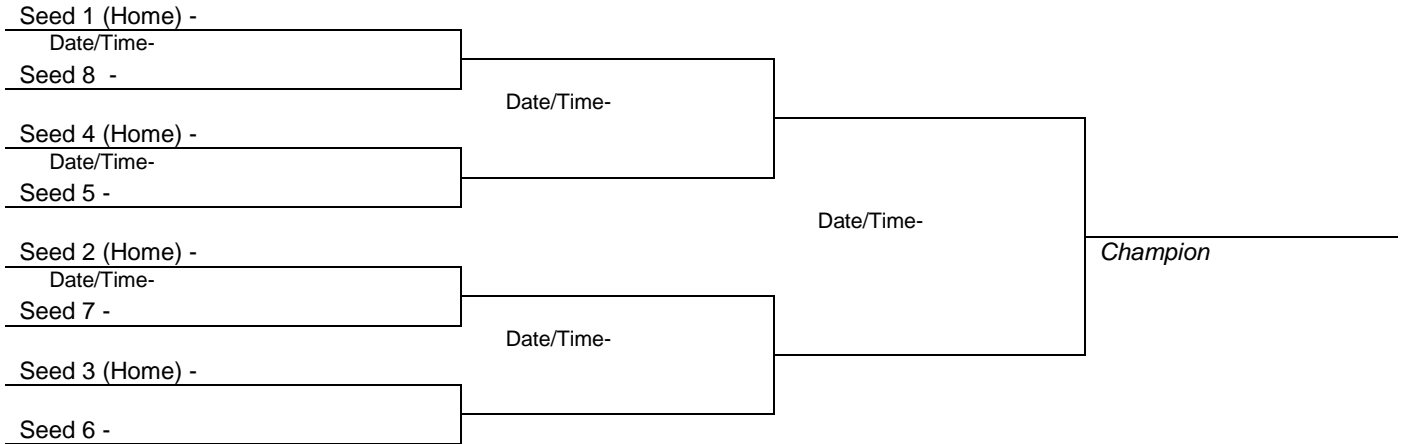 Seed 1 (Home) -
Date/Time-
Seed 8 -
Date/Time-
Seed 4 (Home) -
Date/Time-
Seed 5 -
Date/Time-
Seed 2 (Home) -
Champion
Date/Time-
Seed 7 -
Date/Time-
Seed 3 (Home) -
Seed 6 -